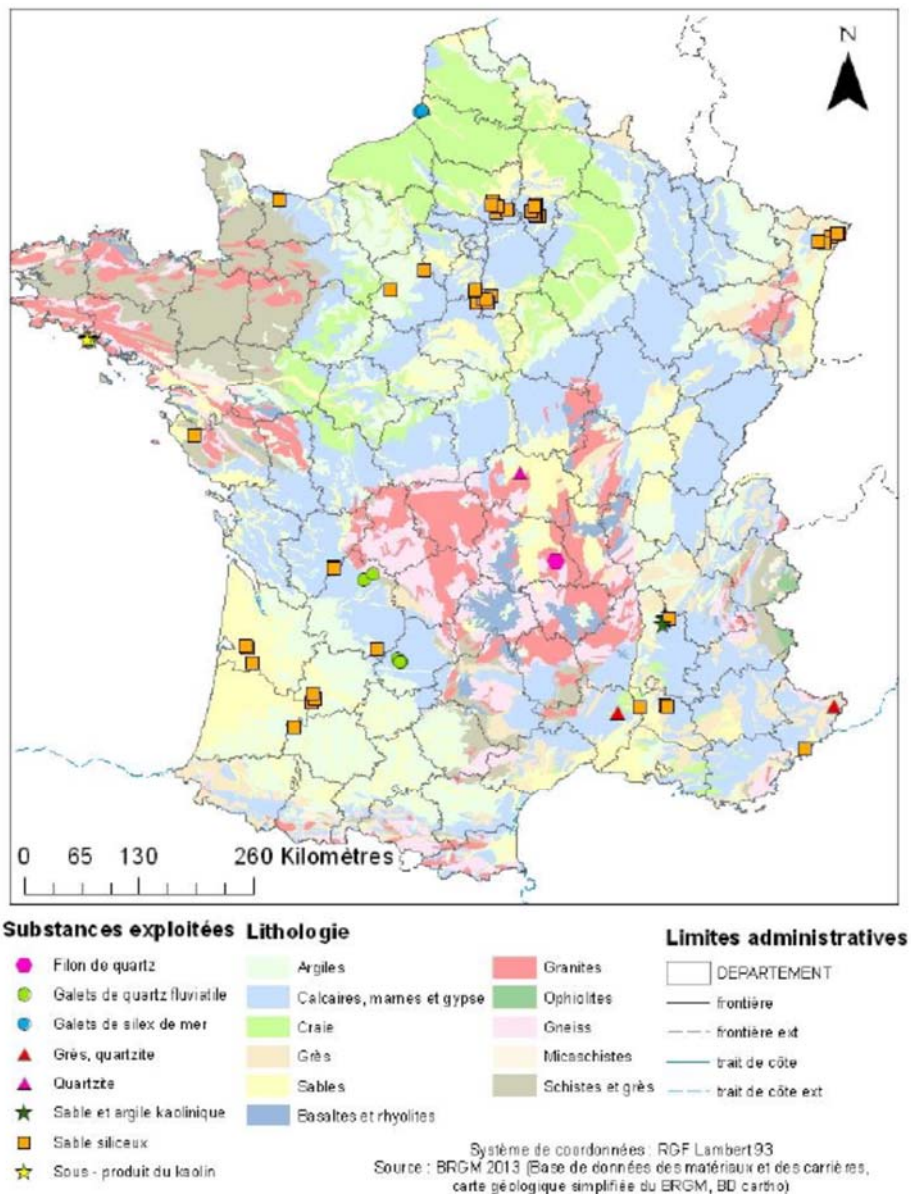 N
0 65 130 260 Kilomètres
Substances exploitées
Filon de quartz
Galets de quartz fluviatile
Galets de silex de mer
Grès, quartzite
Quartzite
Sable et argile kaolinique
Sable siliceux
Sous - produit du kaolin
Lithologie
Argiles
Calcaires, marnes et gypse
Craie
Grès
Sables
Basaltes et rhyolites
Granites
Ophiolites
Gneiss
Micaschistes
Schistes et grès
Limites administratives
DEPARTEMENT
frontière
frontière ext
trait de côte
trait de côte ext
Système de coordonnées : RGF Lambert 93
Source : BRGM 2013 (Base de données des matériaux et des carrières,
carte géologique simplifiée du BRGM, BD cartho)